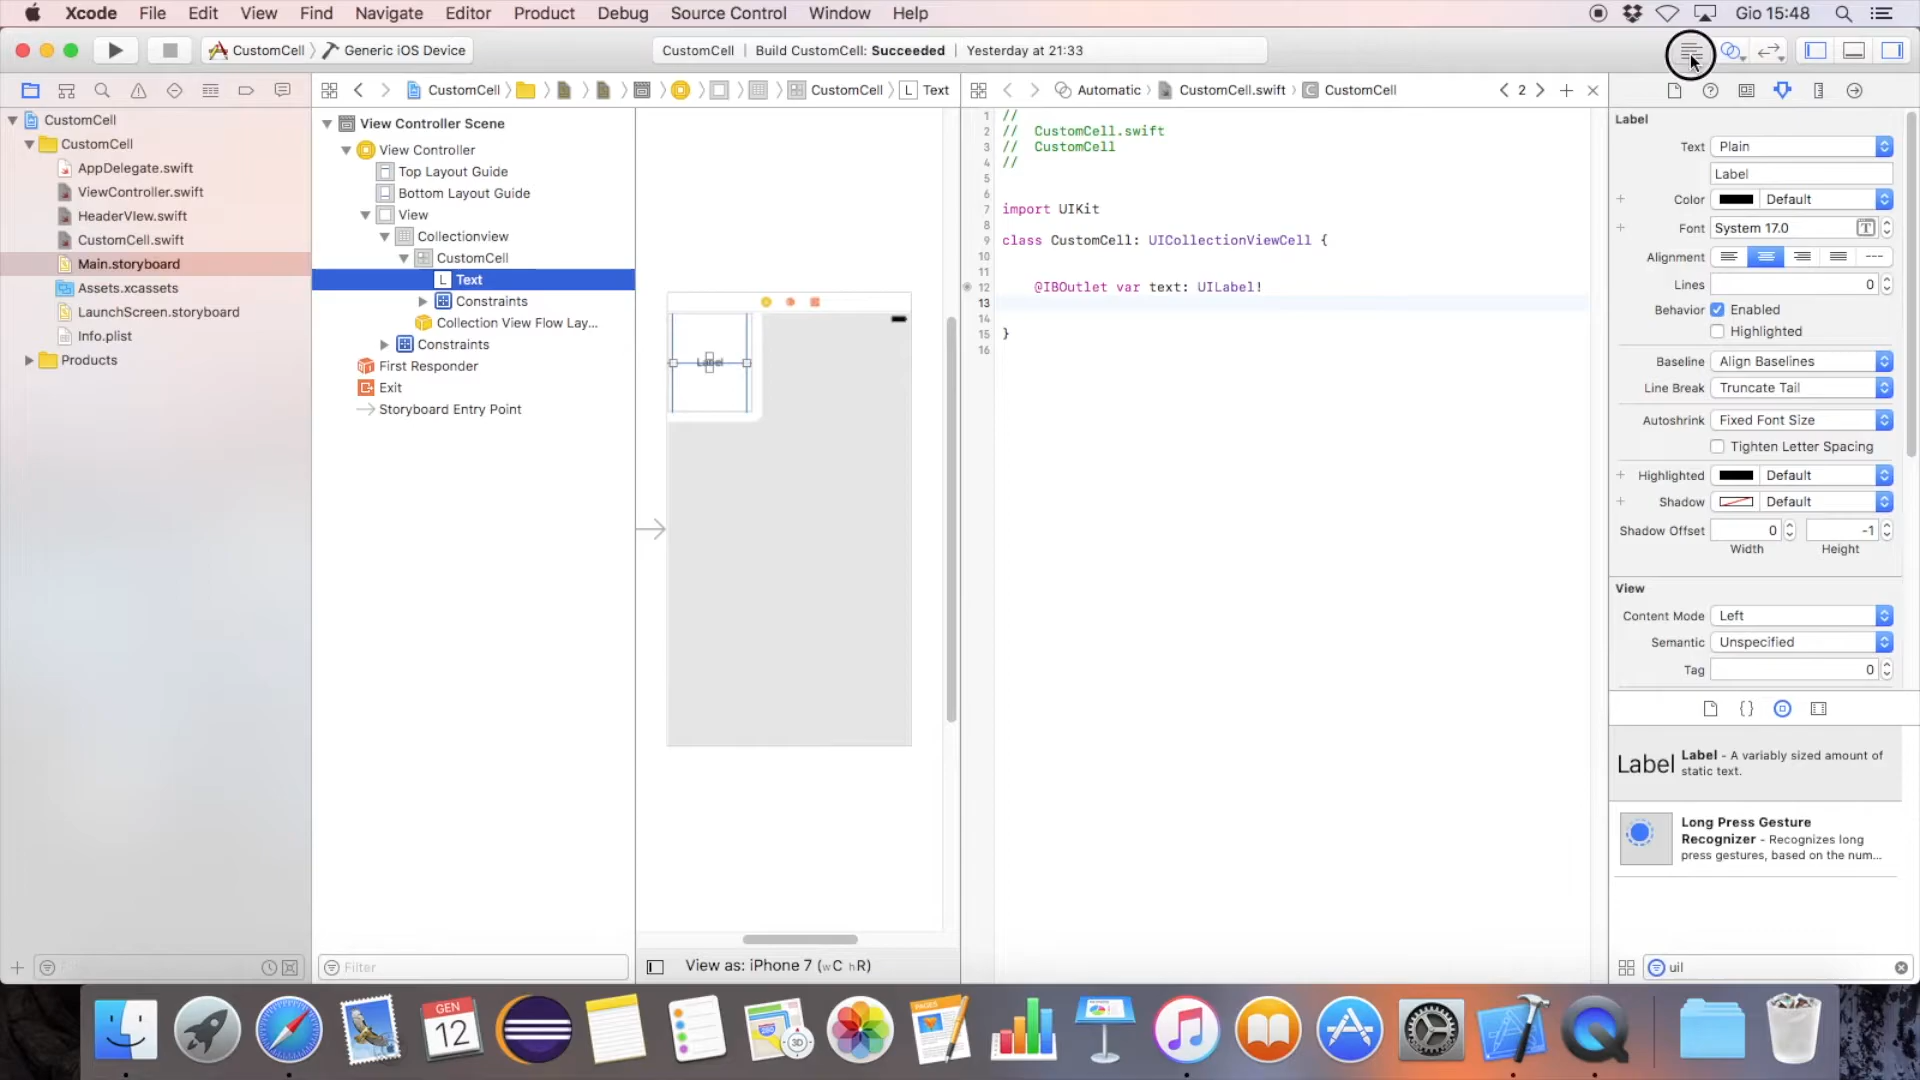 Xcode File Edit View Find Navigate Editor Product Debug Source Control Window Help Gio 15:48
CustomCell Generic iOS Device
CustomCell | Build CustomCell: Succeeded | Yesterday at 21:33
CustomCell CustomCell L Text
Automatic CustomCell.swift C CustomCell 2
CustomCell
CustomCell
AppDelegate.swift
ViewController.swift
HeaderVIew.swift
CustomCell.swift
Main.storyboard
Assets.xcassets
LaunchScreen.storyboard
Info.plist
Products
View Controller Scene
View Controller
Top Layout Guide
Bottom Layout Guide
View
Collectionview
CustomCell
L Text
Constraints
Collection View Flow Lay...
Constraints
First Responder
Exit
Storyboard Entry Point
Filter
Label
View as: iPhone 7 (wC hR)
1 //
2 // CustomCell.swift
3 // CustomCell
4 //
5
6
7 import UIKit
8
9 class CustomCell: UICollectionViewCell {
10
11
12 @IBOutlet var text: UILabel!
13
14
15 }
16
Label
Text Plain
Label
Color Default
Font System 17.0 T
Alignment
Lines 0
Behavior Enabled
Highlighted
Baseline Align Baselines
Line Break Truncate Tail
Autoshrink Fixed Font Size
Tighten Letter Spacing
Highlighted Default
Shadow Default
Shadow Offset 0 -1
Width Height
View
Content Mode Left
Semantic Unspecified
Tag 0
Label
Label - A variably sized amount of
static text.
Long Press Gesture
Recognizer - Recognizes long
press gestures, based on the num...
uil
GEN
12
3D
PAGES